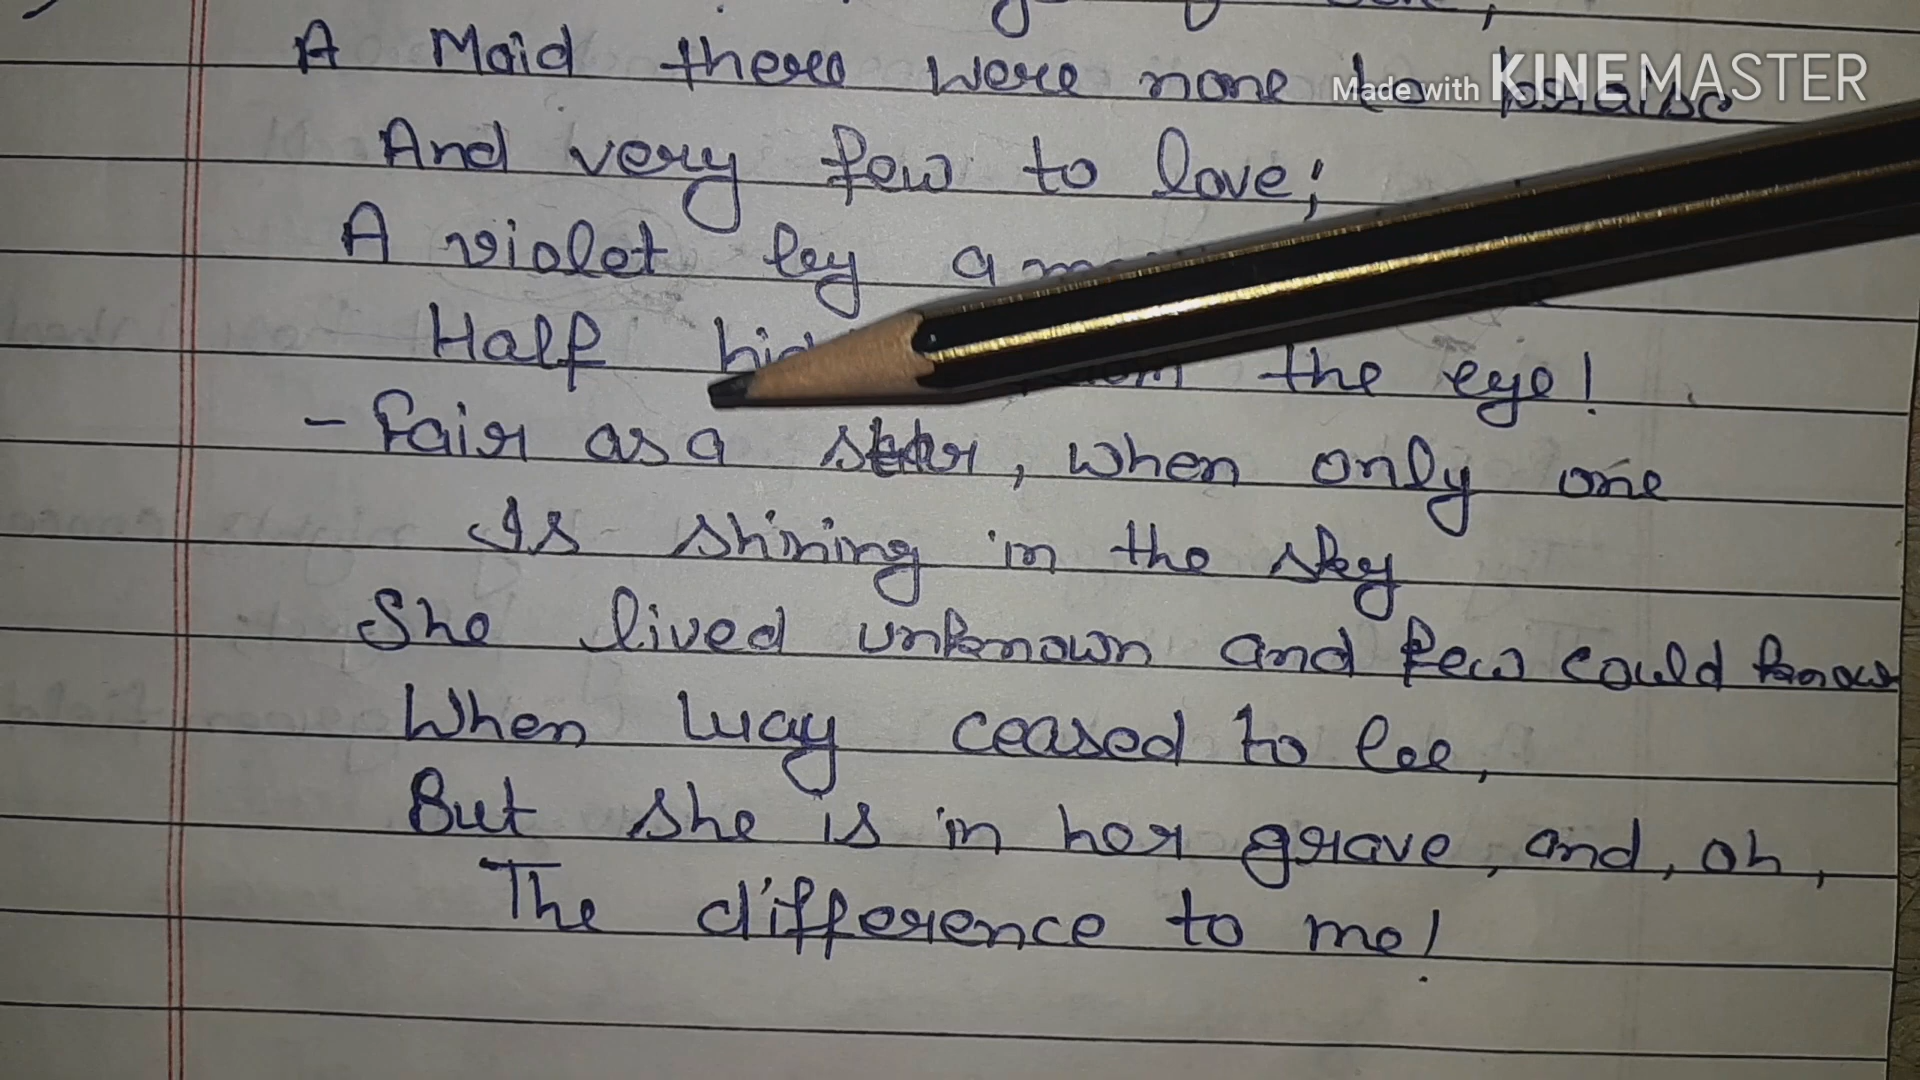 A Maid there were none to praise
Made with KINEMASTER
And very few to love;
A violet by a
Half the eye!
- Fair as a star, when only one
Is shining in the sky
She lived unknown and few could know
When Lucy ceased to be,
But she is in her grave, and, oh,
The difference to me!